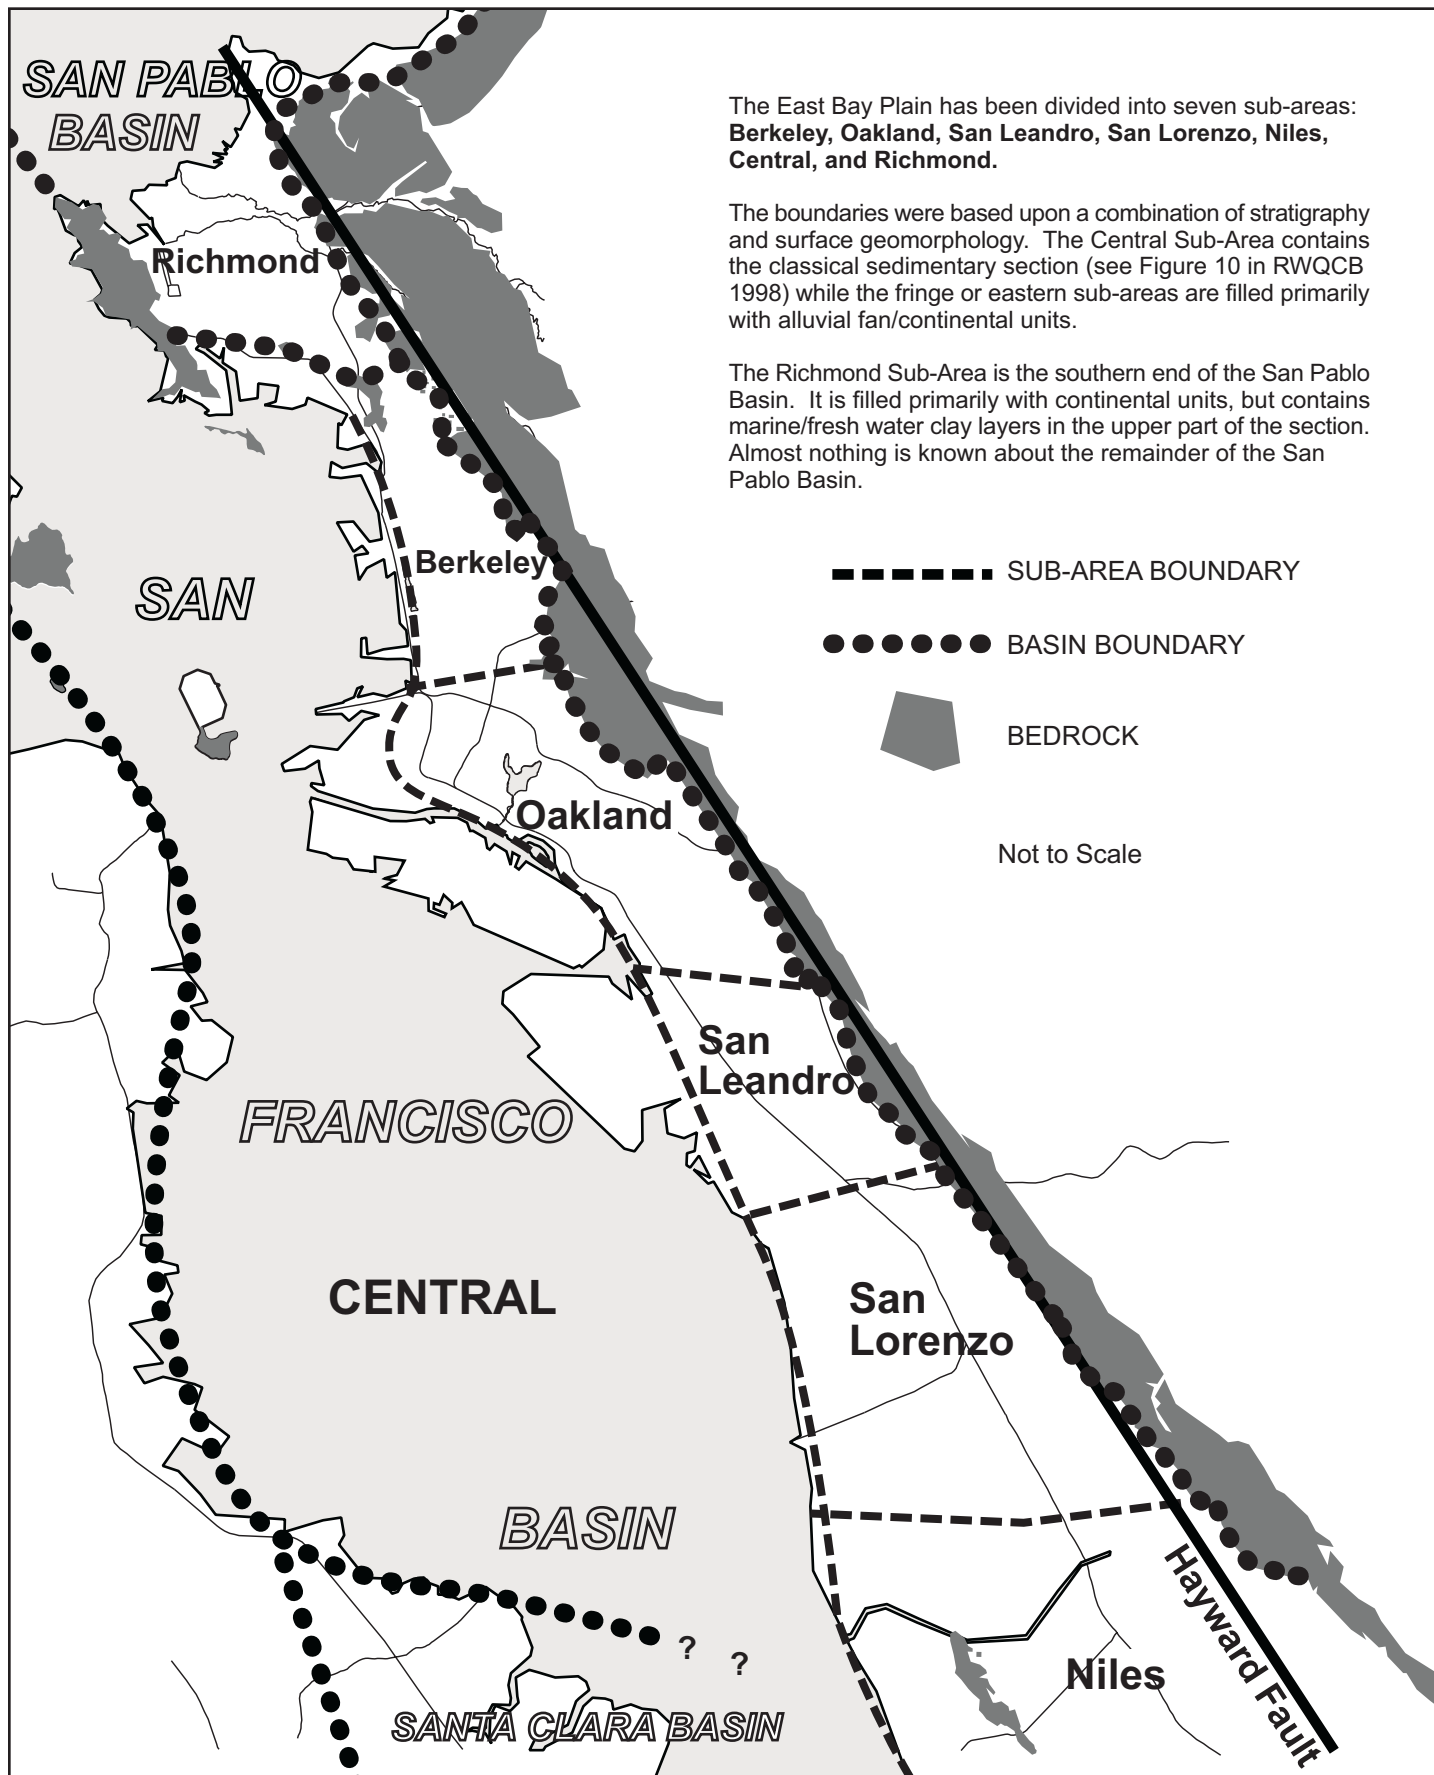 SAN PABLO
BASIN
The East Bay Plain has been divided into seven sub-areas:
Berkeley, Oakland, San Leandro, San Lorenzo, Niles,
Central, and Richmond.
The boundaries were based upon a combination of stratigraphy
and surface geomorphology. The Central Sub-Area contains
the classical sedimentary section (see Figure 10 in RWQCB
1998) while the fringe or eastern sub-areas are filled primarily
with alluvial fan/continental units.
The Richmond Sub-Area is the southern end of the San Pablo
Basin. It is filled primarily with continental units, but contains
marine/fresh water clay layers in the upper part of the section.
Almost nothing is known about the remainder of the San
Pablo Basin.
Richmond
Berkeley
SUB-AREA BOUNDARY
BASIN BOUNDARY
BEDROCK
Not to Scale
SAN
Oakland
San
Leandro
FRANCISCO
CENTRAL
San
Lorenzo
BASIN
Hayward Fault
? ?
Niles
SANTA CLARA BASIN